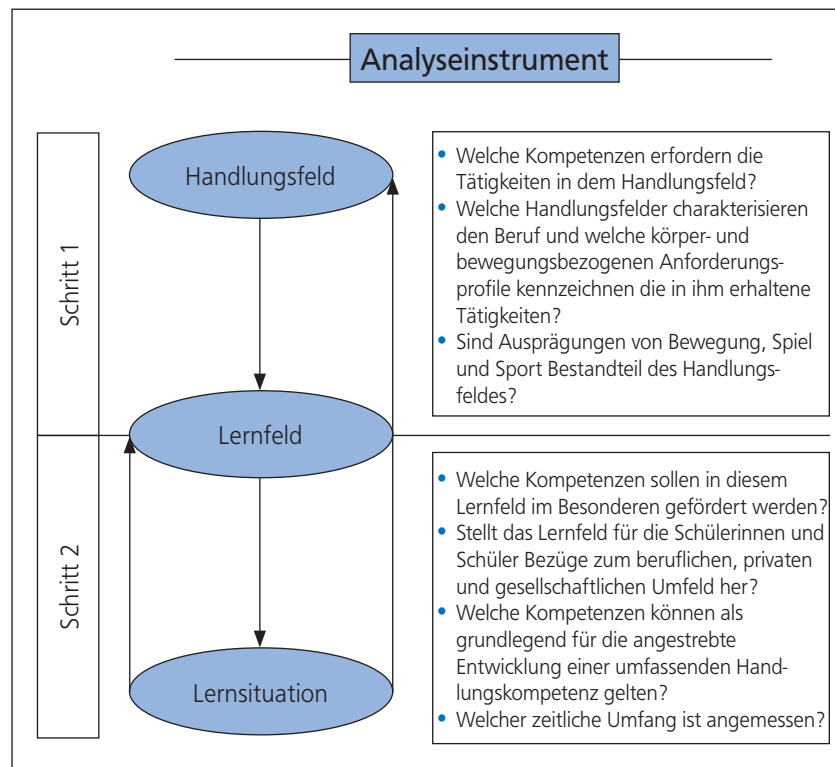 Analyseinstrument
Schritt 1
Handlungsfeld
• Welche Kompetenzen erfordern die
Tätigkeiten in dem Handlungsfeld?
• Welche Handlungsfelder charakterisieren
den Beruf und welche körper- und
bewegungsbezogenen Anforderungs-
profile kennzeichnen die in ihm erhaltene
Tätigkeiten?
• Sind Ausprägungen von Bewegung, Spiel
und Sport Bestandteil des Handlungs-
feldes?
Lernfeld
Schritt 2
• Welche Kompetenzen sollen in diesem
Lernfeld im Besonderen gefördert werden?
• Stellt das Lernfeld für die Schülerinnen und
Schüler Bezüge zum beruflichen, privaten
und gesellschaftlichen Umfeld her?
• Welche Kompetenzen können als
grundlegend für die angestrebte
Entwicklung einer umfassenden Hand-
lungskompetenz gelten?
• Welcher zeitliche Umfang ist angemessen?
Lernsituation